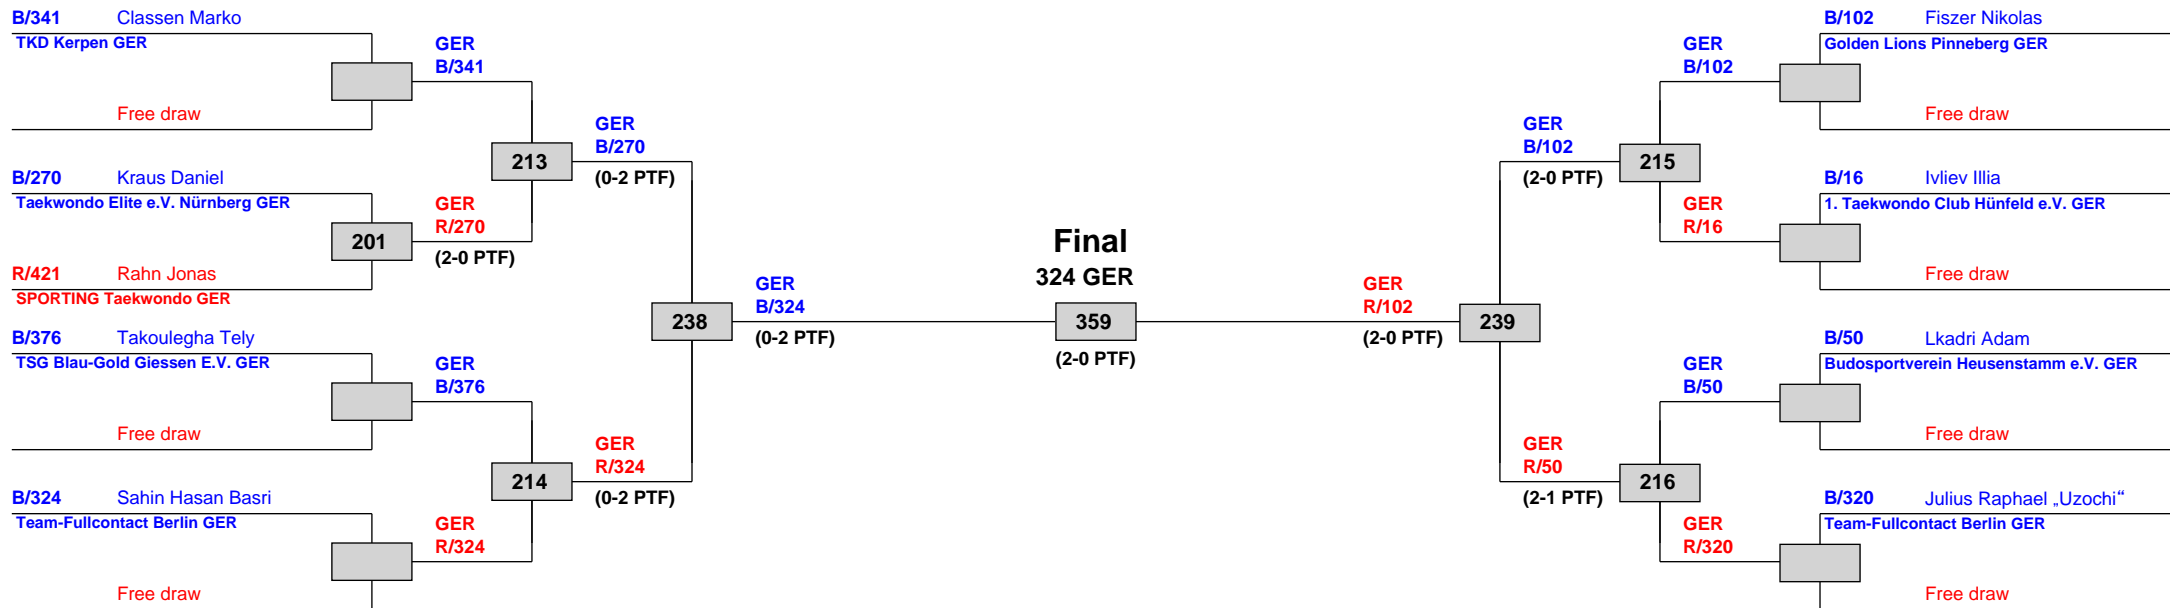 B/341 Classen Marko
TKD Kerpen GER
Free draw
B/270 Kraus Daniel
Taekwondo Elite e.V. Nürnberg GER
R/421 Rahn Jonas
SPORTING Taekwondo GER
B/376 Takoulegha Tely
TSG Blau-Gold Giessen E.V. GER
Free draw
B/324 Sahin Hasan Basri
Team-Fullcontact Berlin GER
Free draw
GER
B/341
201
GER
R/270
(2-0 PTF)
GER
B/376
GER
R/324
213
GER
B/270
(0-2 PTF)
214
GER
R/324
(0-2 PTF)
238
GER
B/324
(0-2 PTF)
Final
324 GER
359
(2-0 PTF)
GER
R/102
(2-0 PTF)
239
GER
B/102
(2-0 PTF)
215
GER
R/50
(2-1 PTF)
216
GER
B/102
GER
R/16
GER
B/50
GER
R/320
B/102 Fiszer Nikolas
Golden Lions Pinneberg GER
Free draw
B/16 Ivliev Illia
1. Taekwondo Club Hünfeld e.V. GER
Free draw
B/50 Lkadri Adam
Budosportverein Heusenstamm e.V. GER
Free draw
B/320 Julius Raphael „Uzochi“
Team-Fullcontact Berlin GER
Free draw